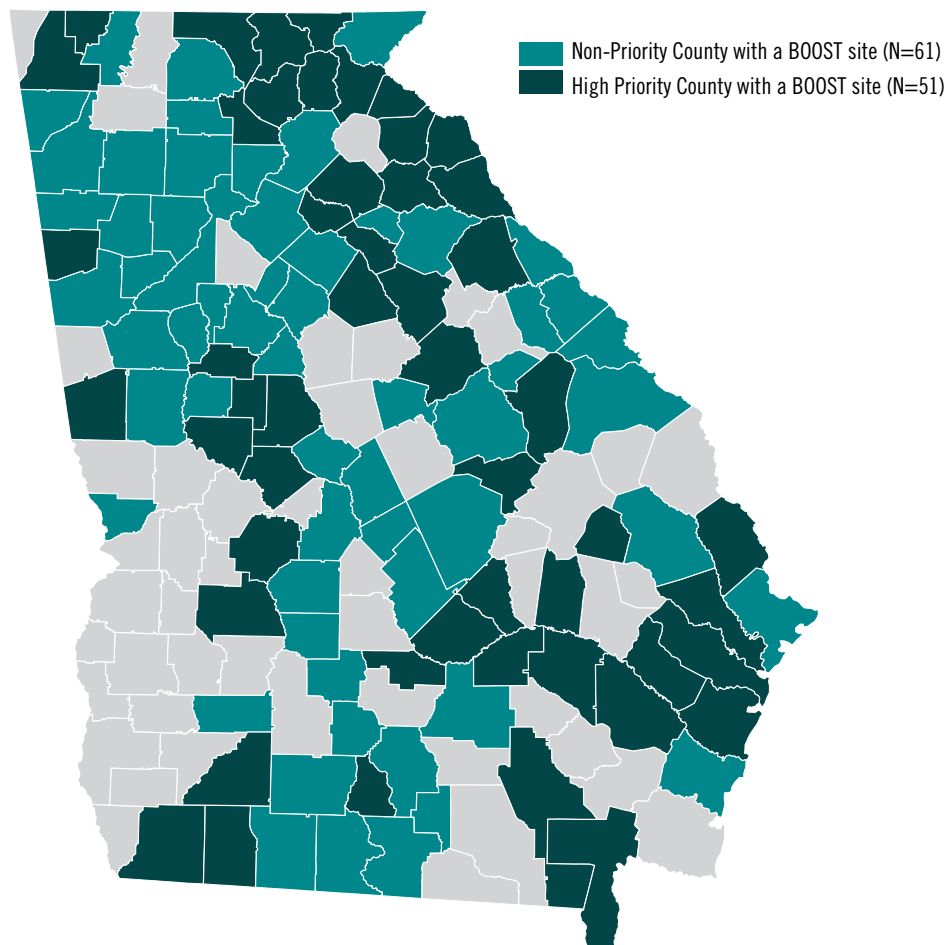 Non-Priority County with a BOOST site (N=61)
High Priority County with a BOOST site (N=51)